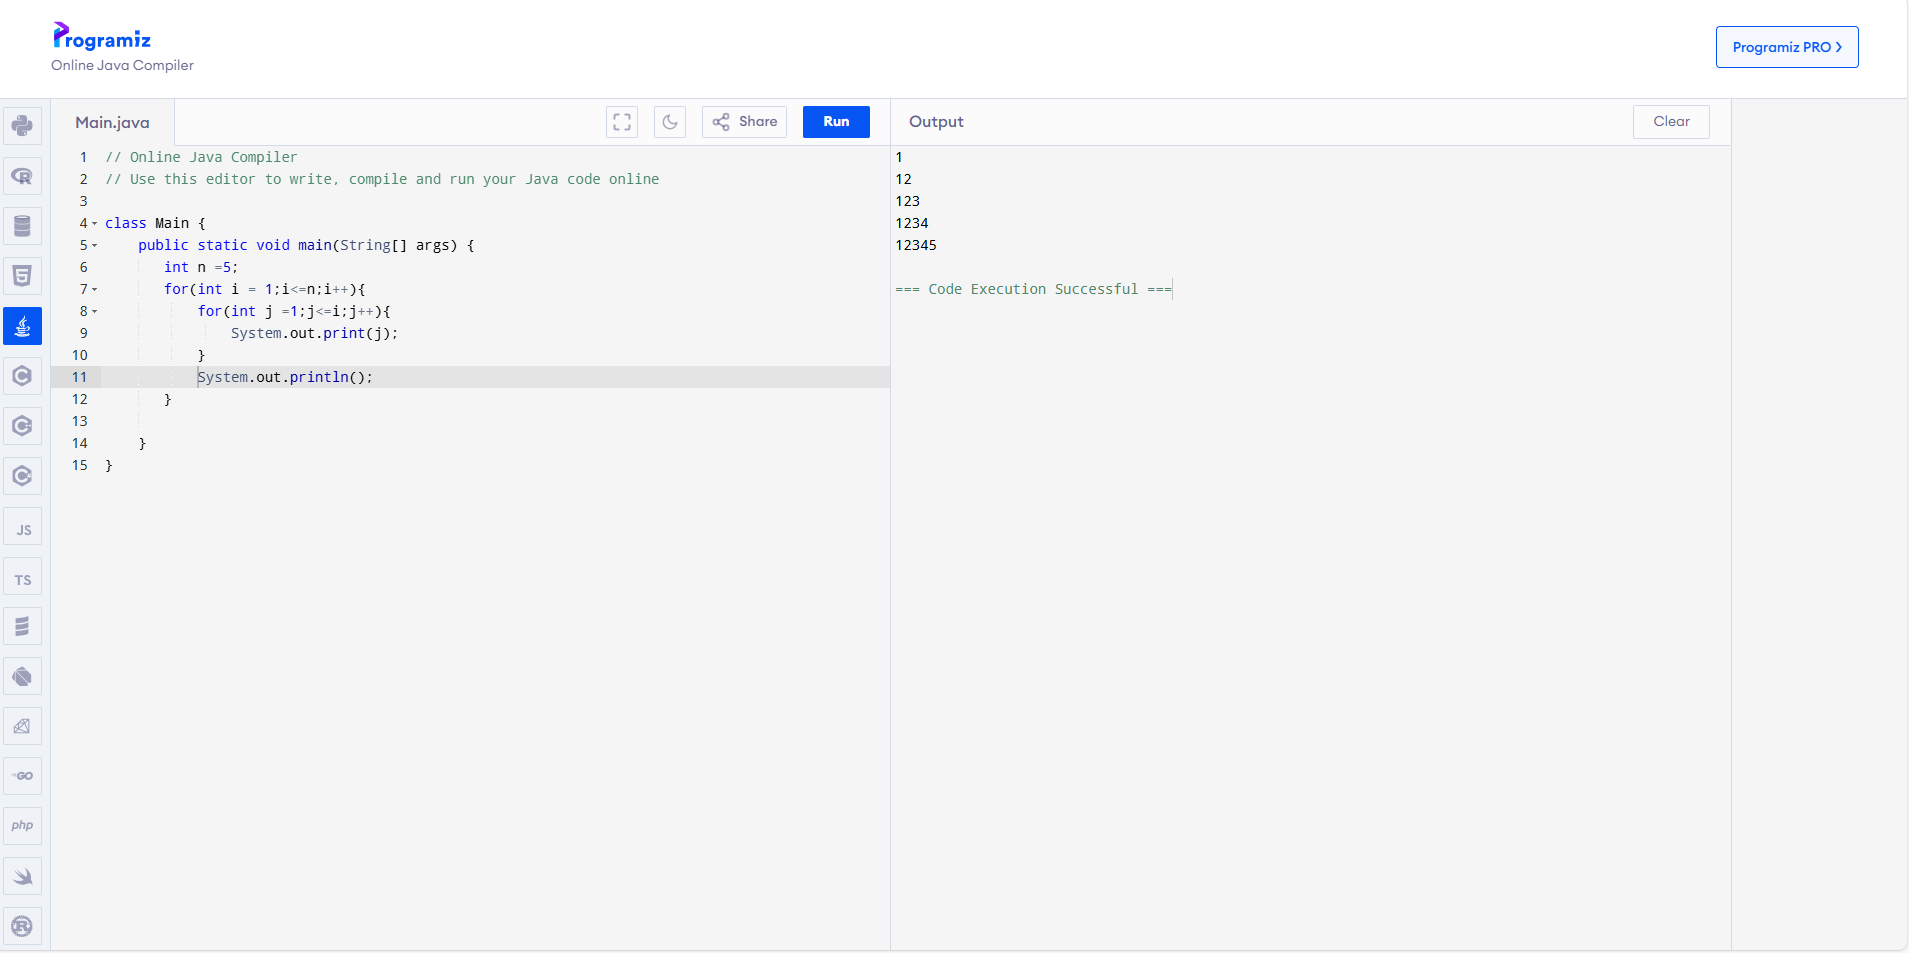 Programiz
Online Java Compiler
Programiz PRO ❯
Main.java
Share
Run
Output
Clear
1 // Online Java Compiler
2 // Use this editor to write, compile and run your Java code online
3
4 class Main {
5     public static void main(String[] args) {
6        int n =5;
7        for(int i = 1;i<=n;i++){
8            for(int j =1;j<=i;j++){
9                System.out.print(j);
10            }
11            System.out.println();
12        }
13
14     }
15 }
1
12
123
1234
12345
=== Code Execution Successful ===
R
5
C
C
C
JS
TS
GO
php
R